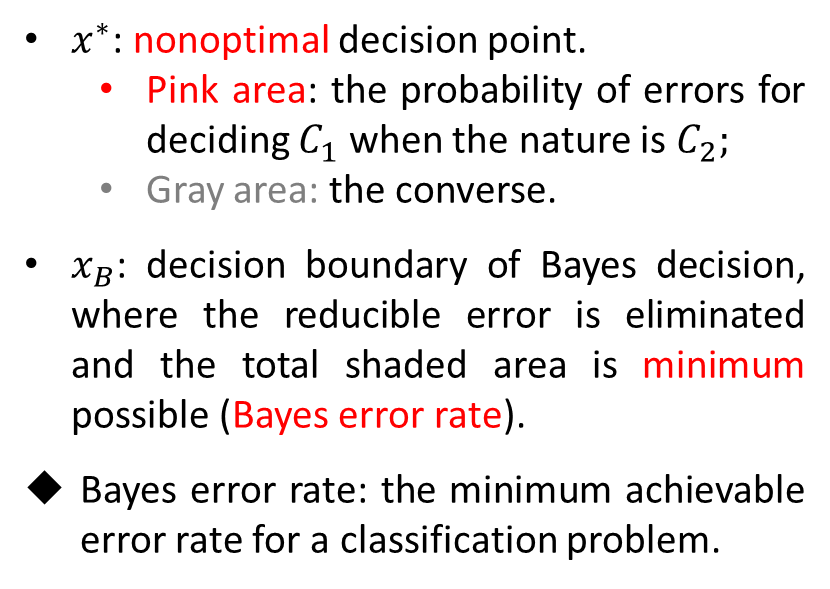 • 𝑥*: nonoptimal decision point.
• Pink area: the probability of errors for
deciding 𝐶₁ when the nature is 𝐶₂;
• Gray area: the converse.
• 𝑥_B: decision boundary of Bayes decision,
where the reducible error is eliminated
and the total shaded area is minimum
possible (Bayes error rate).
◆ Bayes error rate: the minimum achievable
error rate for a classification problem.